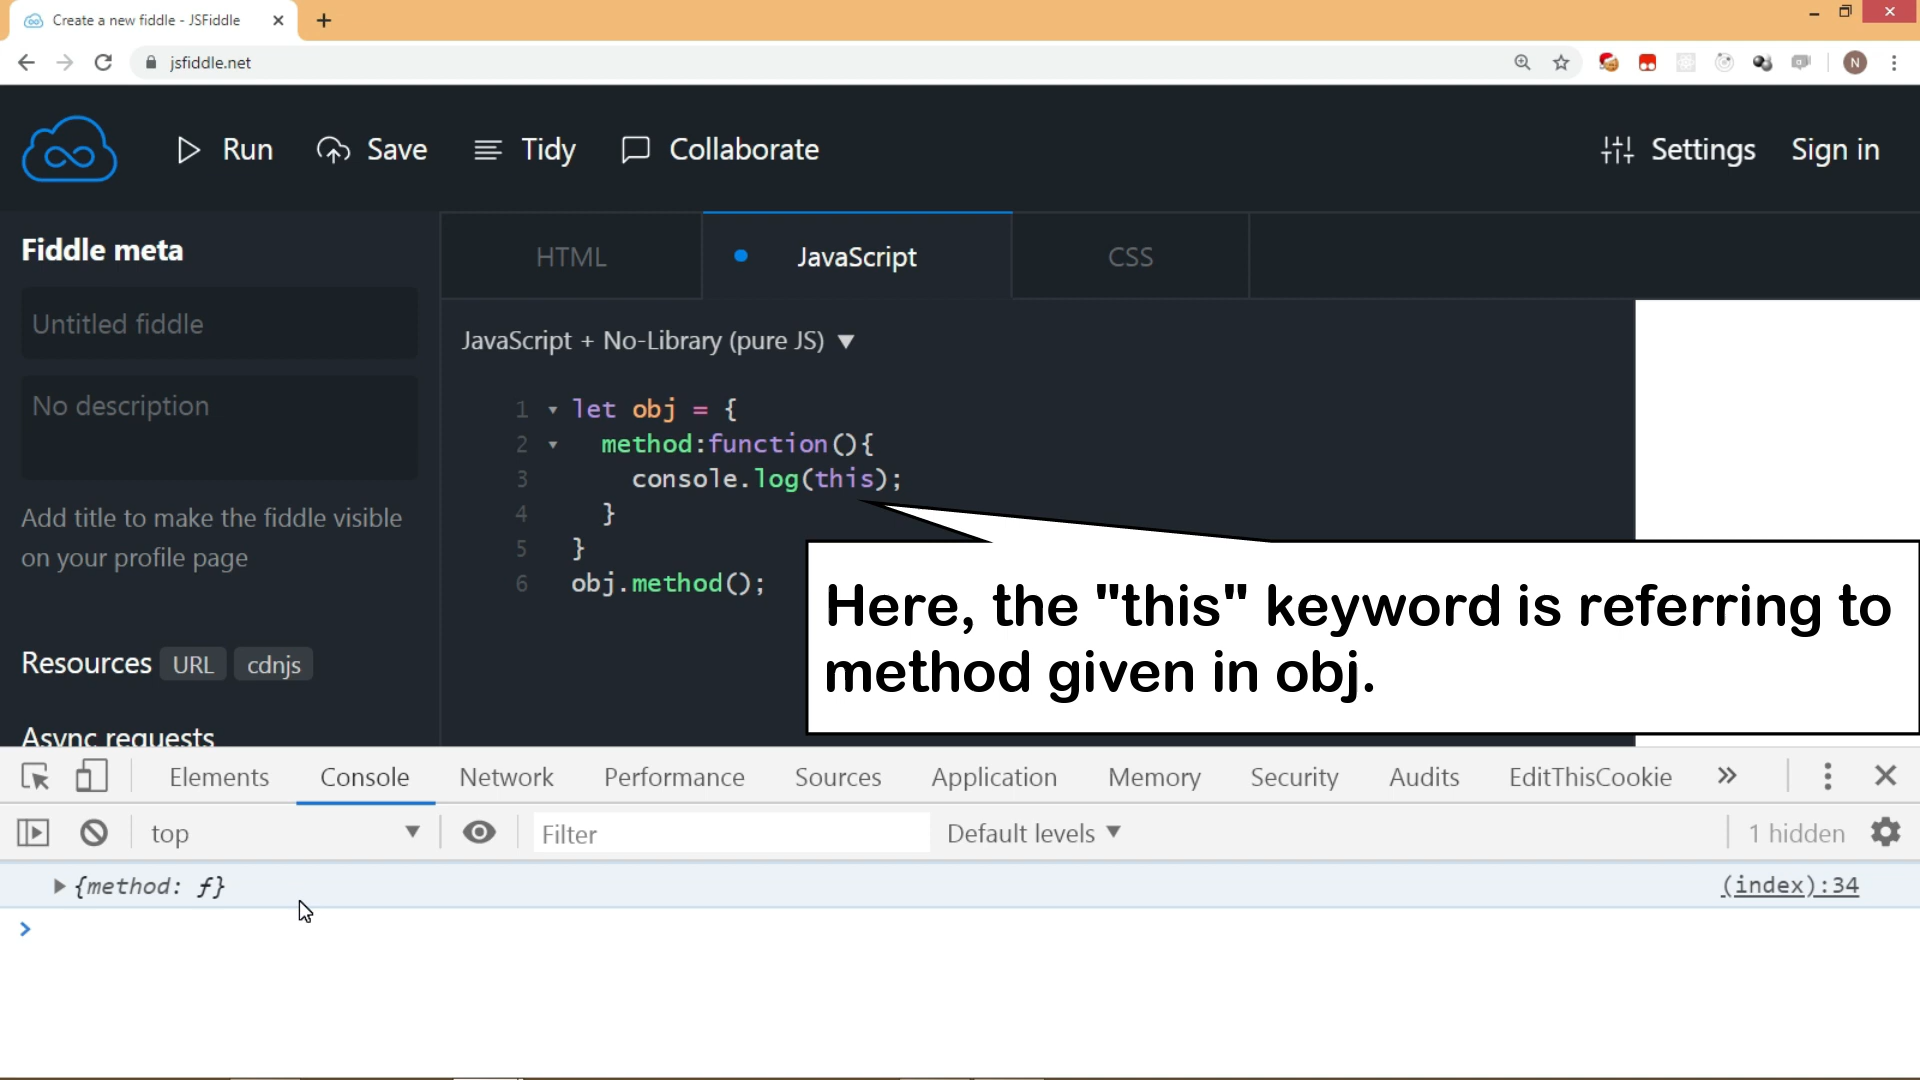 Create a new fiddle - JSFiddle
jsfiddle.net
N
Run Save Tidy Collaborate Settings Sign in
Fiddle meta
HTML JavaScript CSS
Untitled fiddle
No description
Add title to make the fiddle visible
on your profile page
Resources URL cdnjs
Async requests
JavaScript + No-Library (pure JS) ▼
1 let obj = {
2 method:function(){
3 console.log(this);
4 }
5 }
6 obj.method();
Here, the "this" keyword is referring to
method given in obj.
Elements Console Network Performance Sources Application Memory Security Audits EditThisCookie »
top ▼ Filter Default levels ▼ 1 hidden
{method: ƒ} (index):34
>